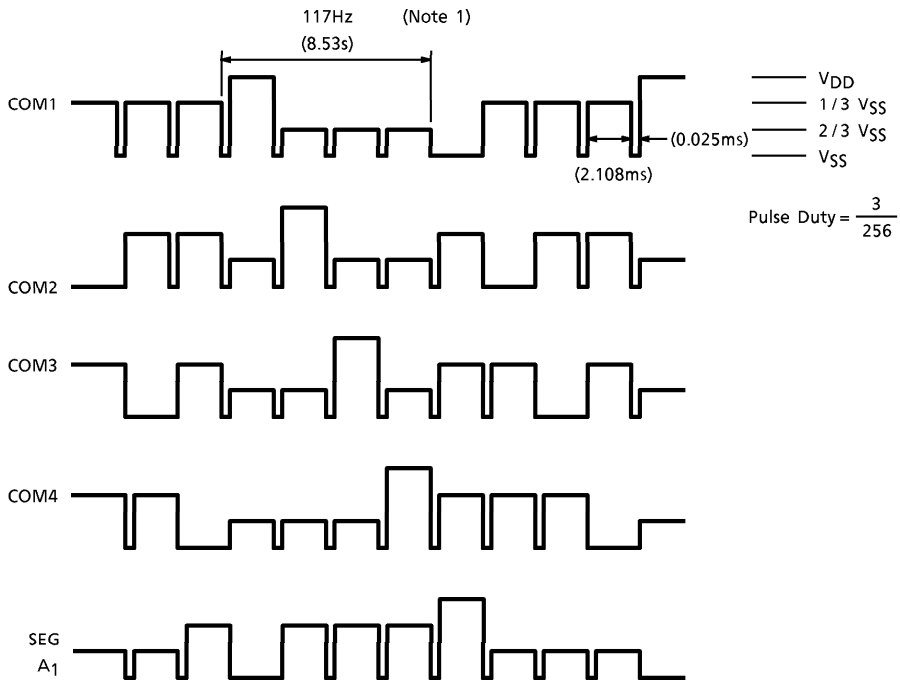 117Hz (Note 1)
(8.53s)
COM1
VDD
1/3 VSS
2/3 VSS
VSS
(0.025ms)
(2.108ms)
Pulse Duty = 3/256
COM2
COM3
COM4
SEG
A1